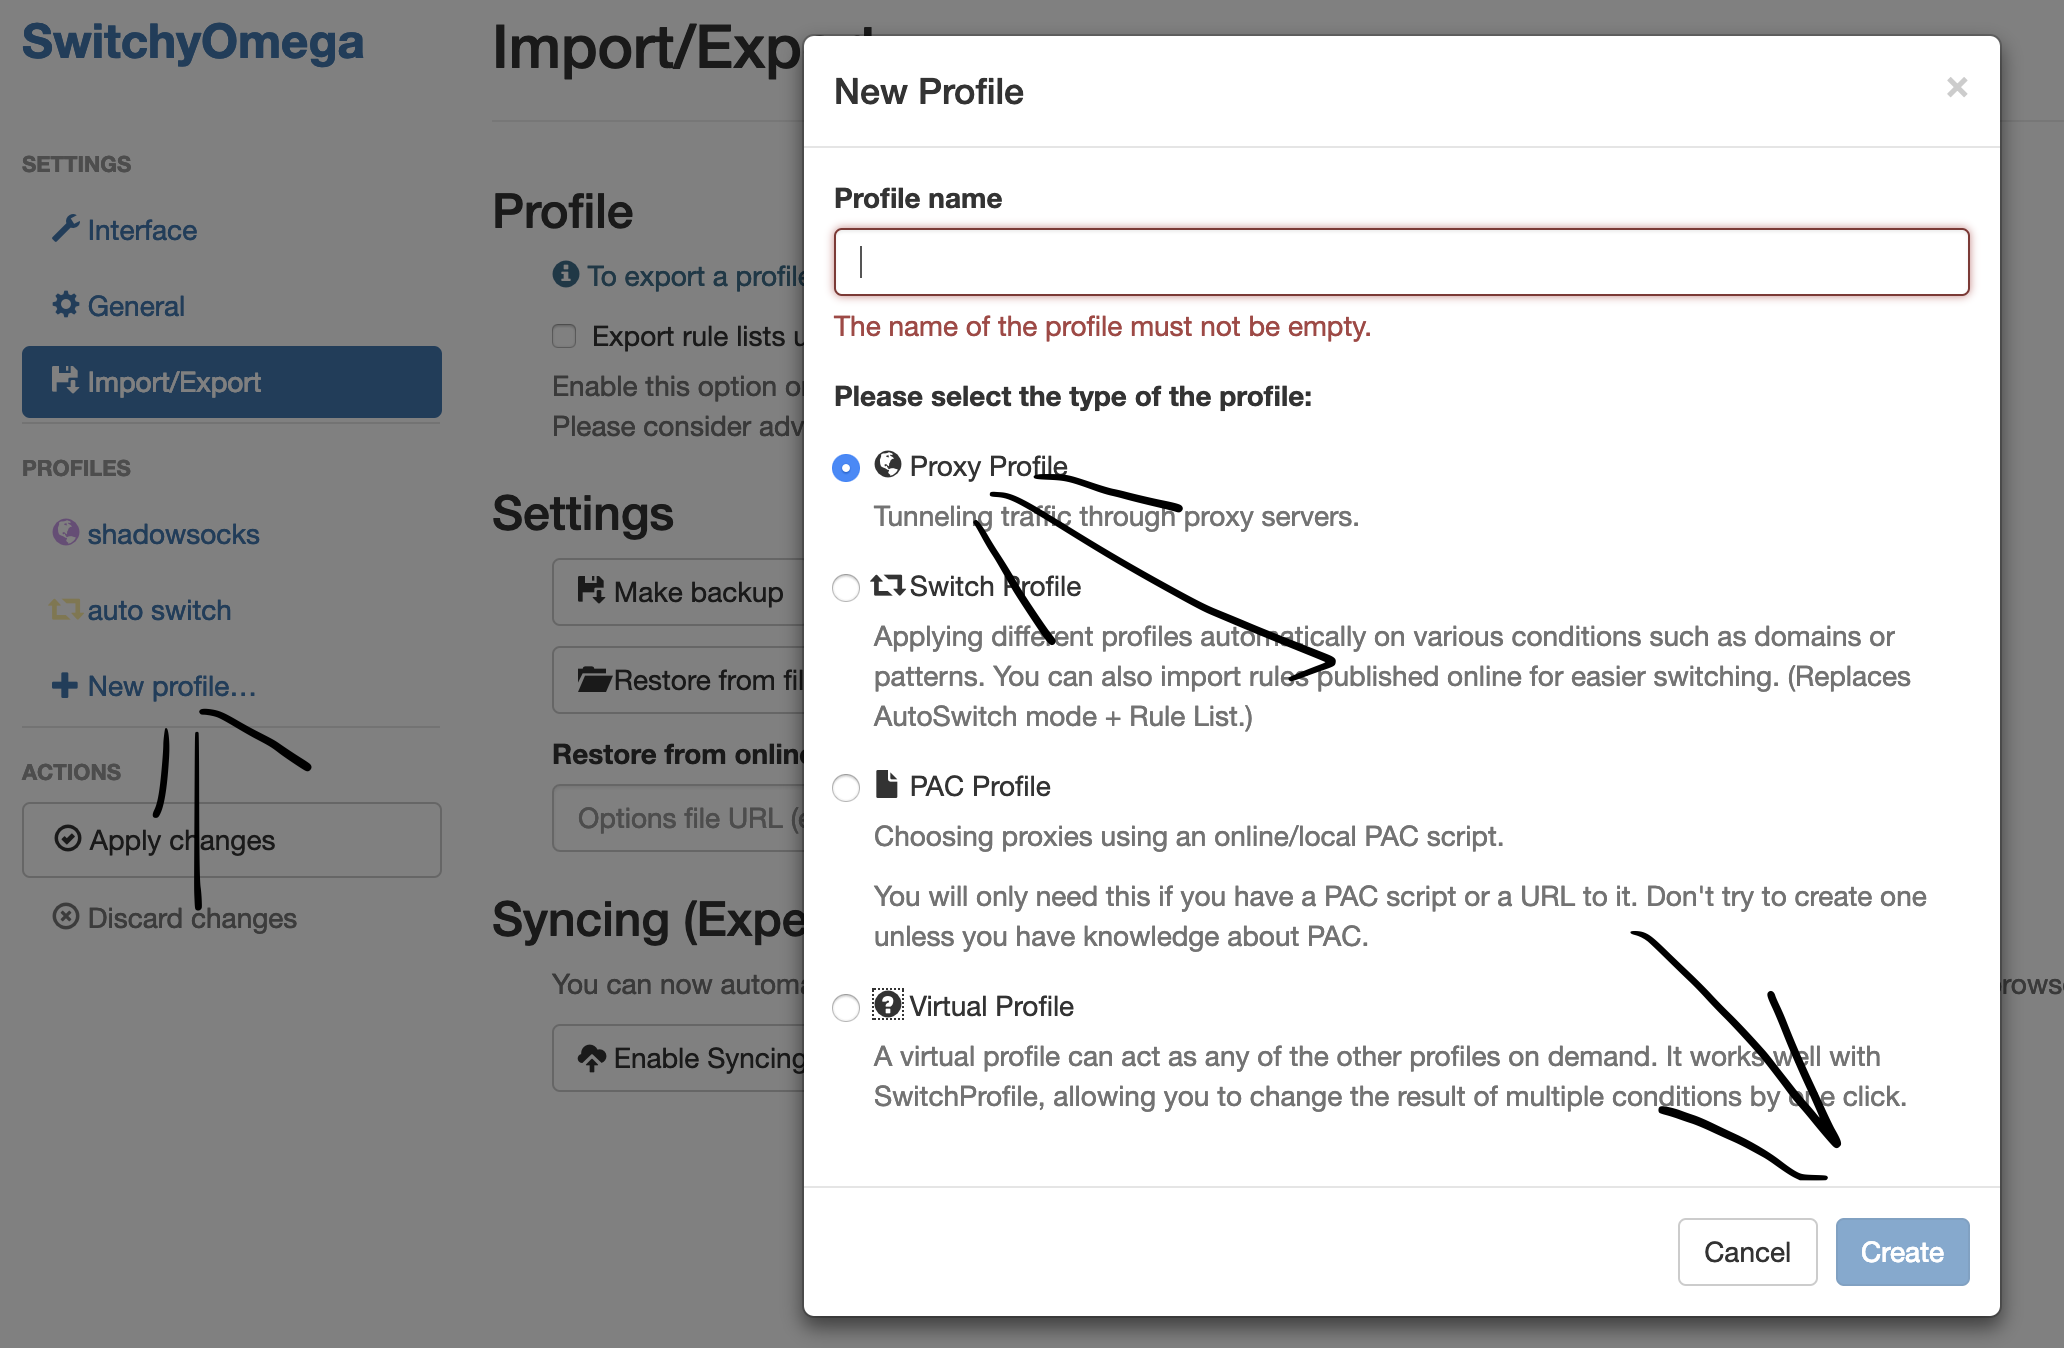 SwitchyOmega
SETTINGS
Interface
General
Import/Export
PROFILES
shadowsocks
auto switch
New profile...
ACTIONS
Apply changes
Discard changes
Import/Export
Profile
To export a profile
Export rule lists u
Enable this option or
Please consider adv
Settings
Make backup
Restore from fil
Restore from online
Options file URL (e
Syncing (Expe
You can now automa
Enable Syncing
New Profile
×
Profile name
The name of the profile must not be empty.
Please select the type of the profile:
Proxy Profile
Tunneling traffic through proxy servers.
Switch Profile
Applying different profiles automatically on various conditions such as domains or
patterns. You can also import rules published online for easier switching. (Replaces
AutoSwitch mode + Rule List.)
PAC Profile
Choosing proxies using an online/local PAC script.
You will only need this if you have a PAC script or a URL to it. Don't try to create one
unless you have knowledge about PAC.
Virtual Profile
A virtual profile can act as any of the other profiles on demand. It works well with
SwitchProfile, allowing you to change the result of multiple conditions by one click.
Cancel
Create